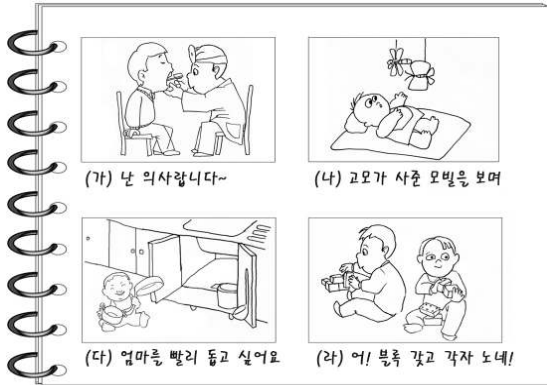 (가) 난 의사랍니다~
(나) 고모가 사준 모빌을 보며
(다) 엄마를 빨리 돕고 싶어요
(라) 어! 블록 갖고 각자 노네!